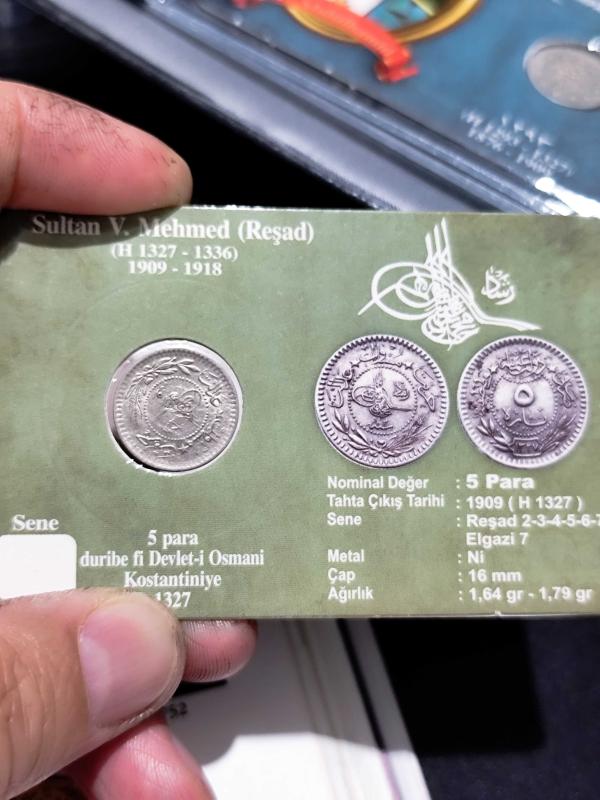 Sultan V. Mehmed (Reşad)
(H 1327 - 1336)
1909 - 1918
Nominal Değer : 5 Para
Tahta Çıkış Tarihi : 1909 ( H 1327 )
Sene : Reşad 2-3-4-5-6-7
Elgazi 7
Metal : Ni
Çap : 16 mm
Ağırlık : 1,64 gr - 1,79 gr
Sene
5 para
duribe fi Devlet-i Osmani
Kostantiniye
1327